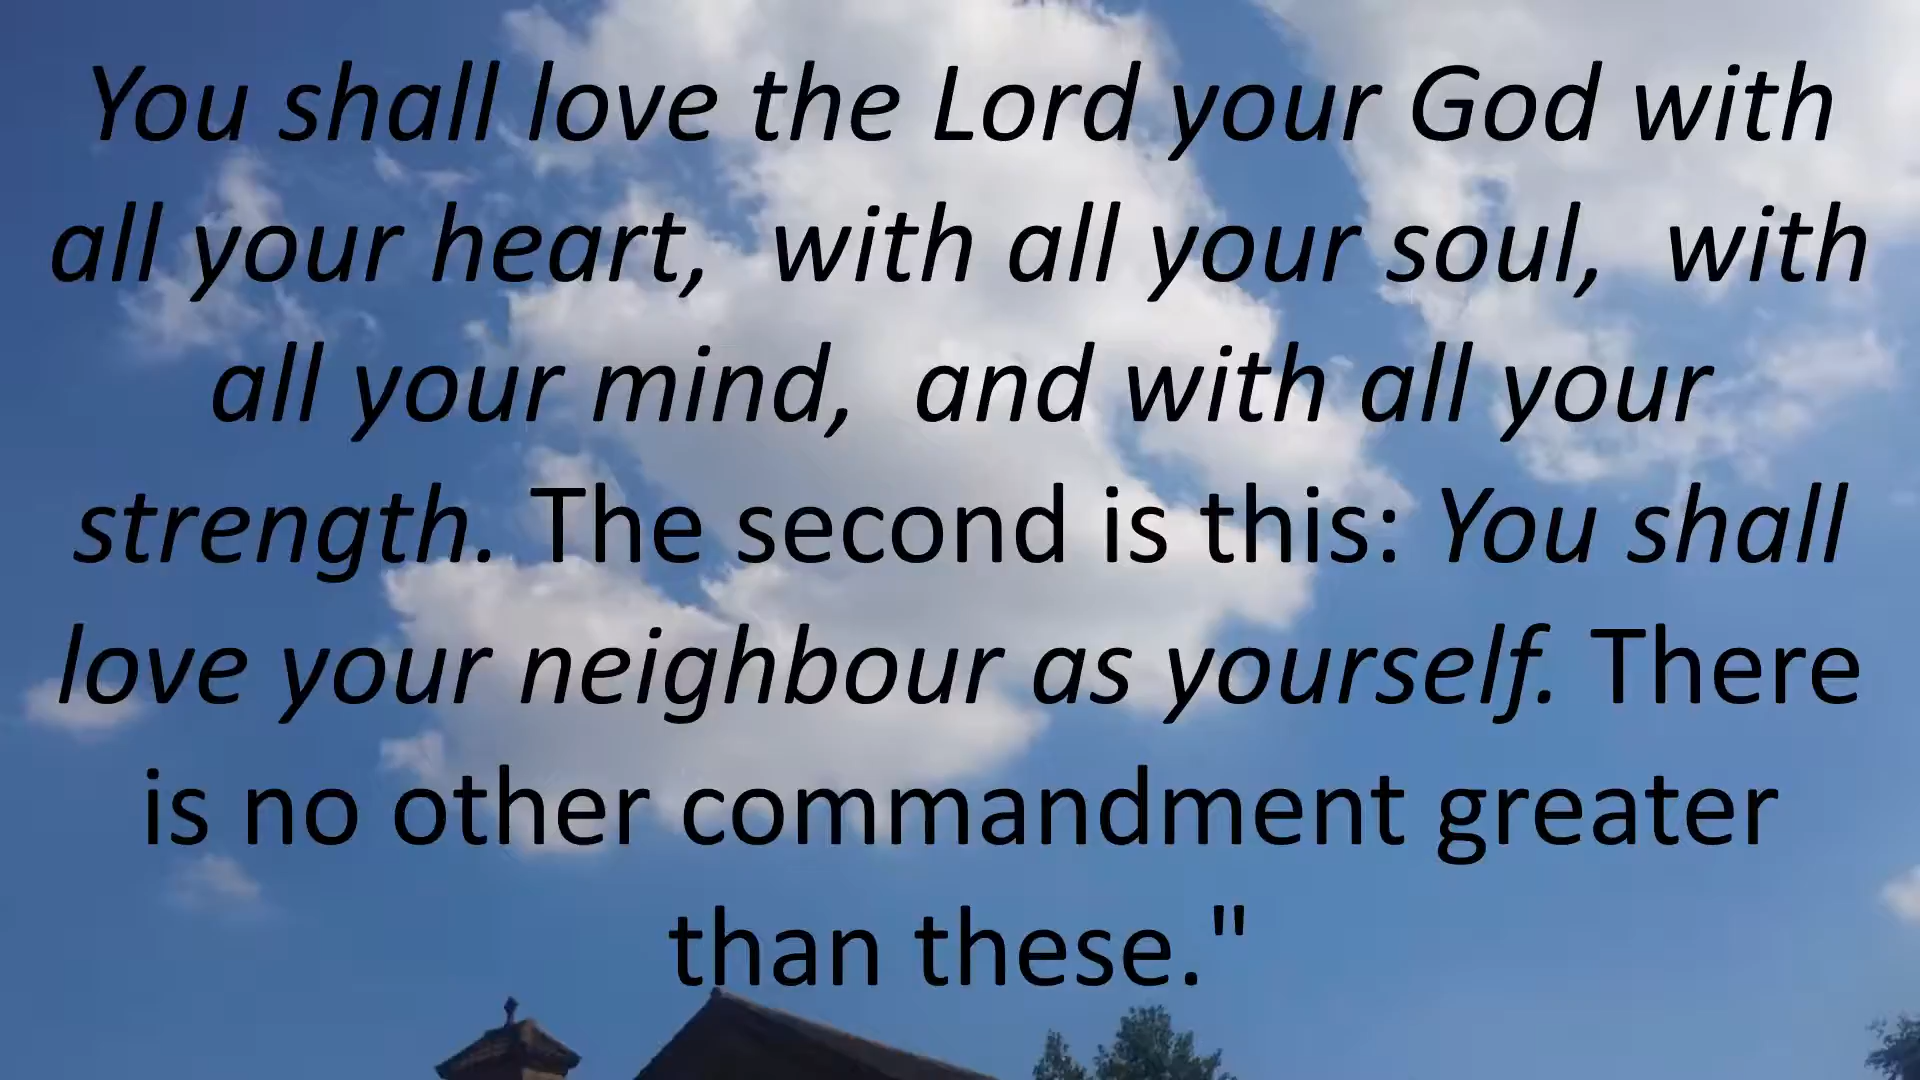 You shall love the Lord your God with
all your heart,  with all your soul,  with
all your mind,  and with all your
strength. The second is this: You shall
love your neighbour as yourself. There
is no other commandment greater
than these."